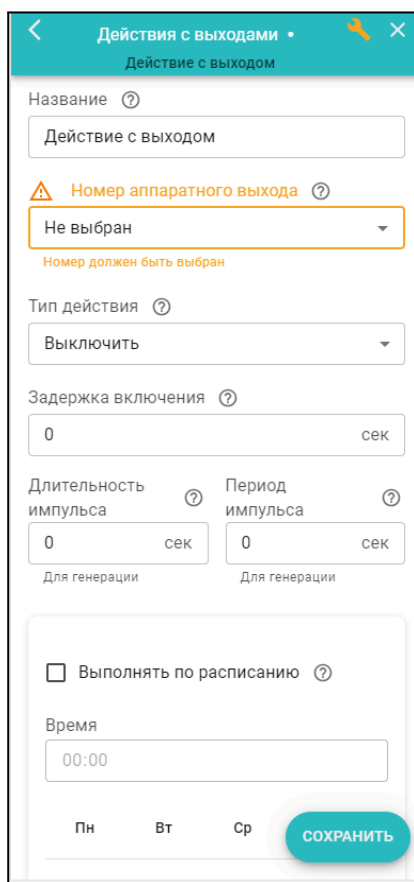 Действия с выходами •
Действие с выходом
Название
Действие с выходом
Номер аппаратного выхода
Не выбран
Номер должен быть выбран
Тип действия
Выключить
Задержка включения
0 сек
Длительность импульса
Период импульса
0 сек
0 сек
Для генерации
Для генерации
Выполнять по расписанию
Время
00:00
Пн Вт Ср
СОХРАНИТЬ